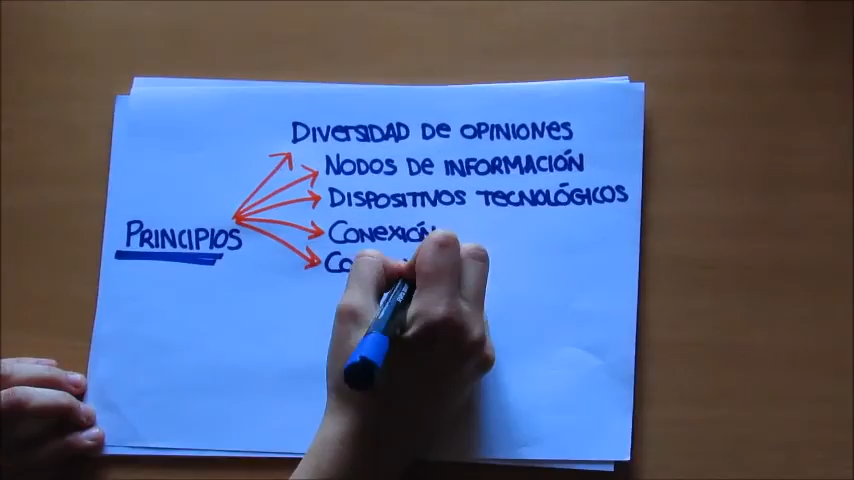 Diversidad de opiniones
Nodos de información
Dispositivos tecnológicos
Principios
Conexión